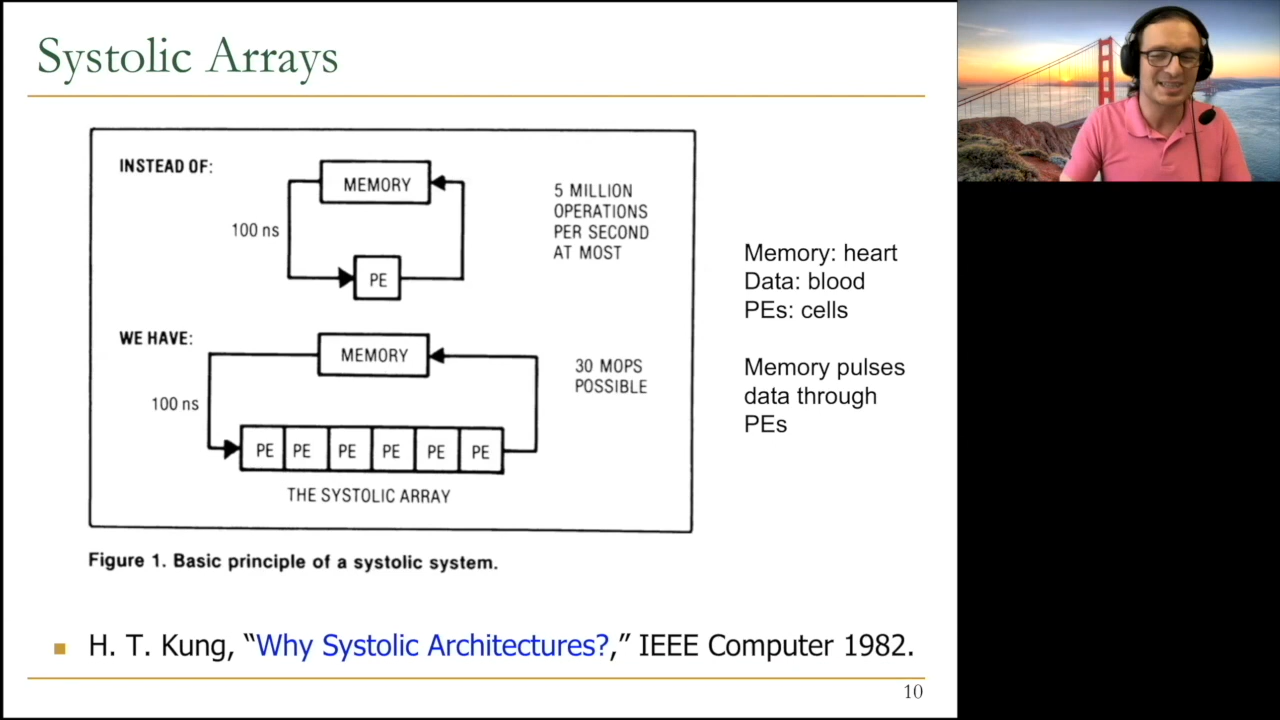 Systolic Arrays
INSTEAD OF:
MEMORY
100 ns
PE
5 MILLION
OPERATIONS
PER SECOND
AT MOST
WE HAVE:
MEMORY
100 ns
PE PE PE PE PE PE
THE SYSTOLIC ARRAY
30 MOPS
POSSIBLE
Figure 1. Basic principle of a systolic system.
Memory: heart
Data: blood
PEs: cells
Memory pulses
data through
PEs
H. T. Kung, “Why Systolic Architectures?,” IEEE Computer 1982.
10